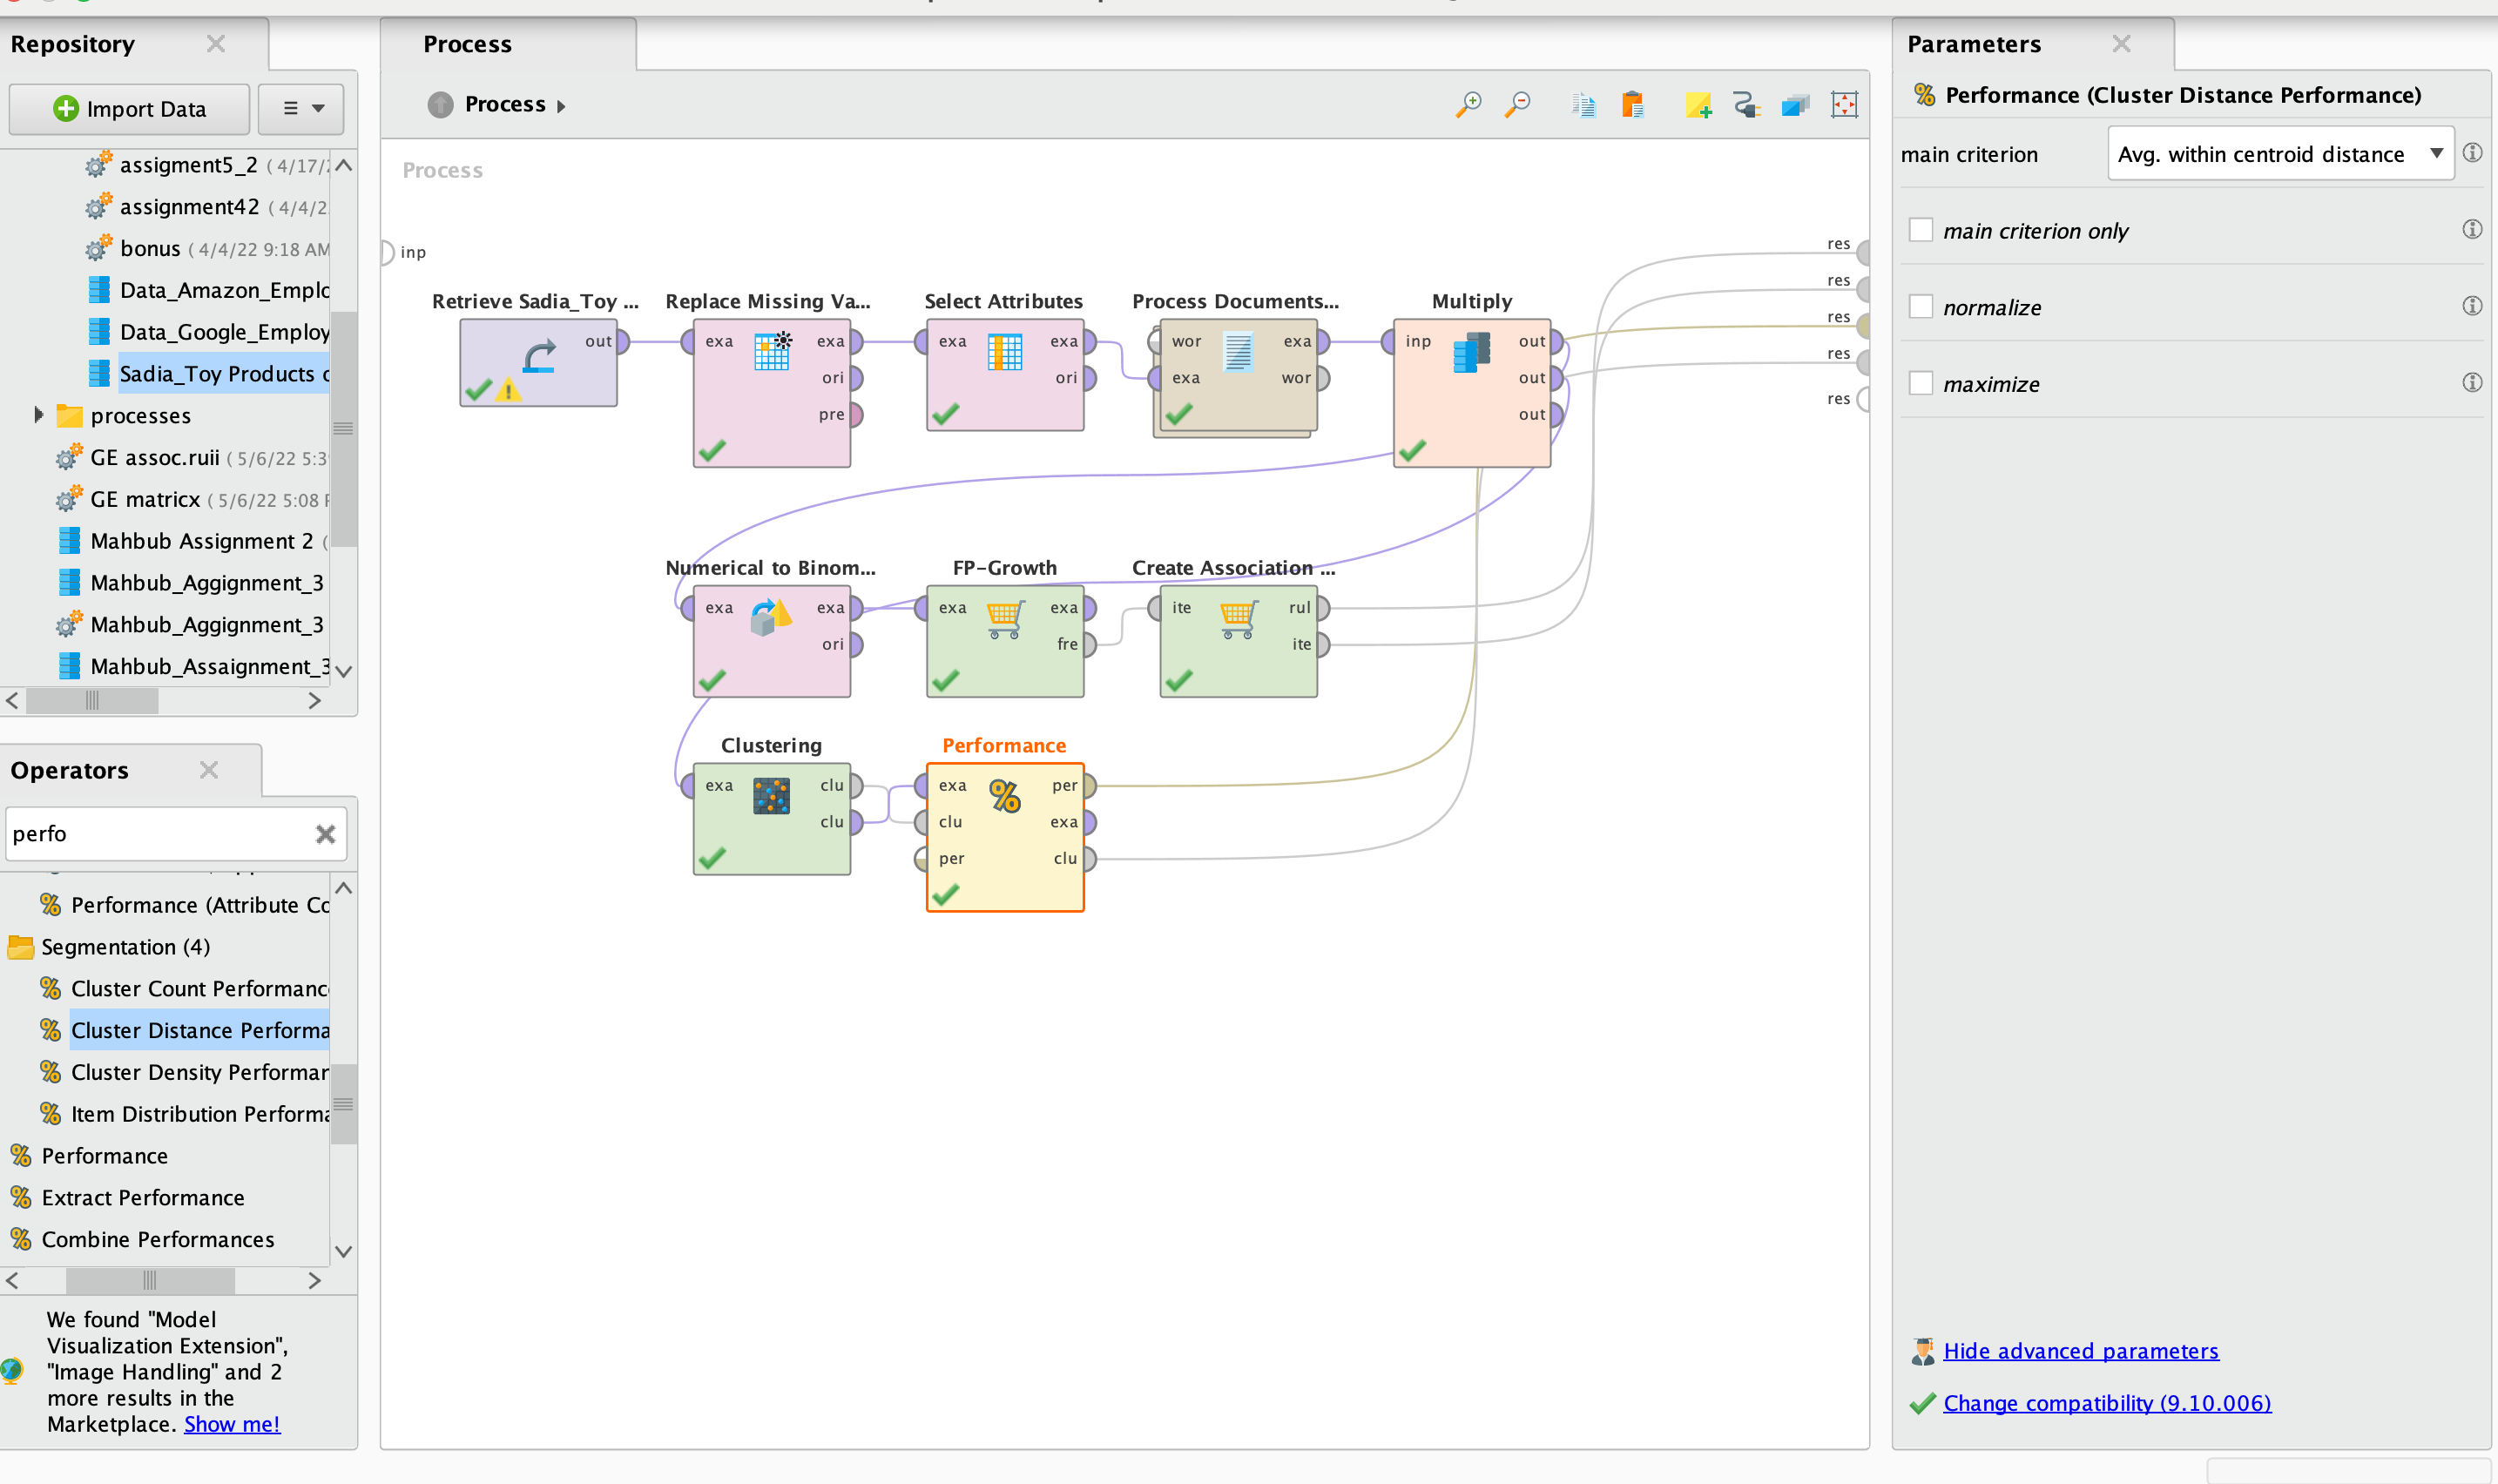 Repository
Import Data
assigment5_2 ( 4/17/
assignment42 ( 4/4/2
bonus ( 4/4/22 9:18 AM
Data_Amazon_Emplo
Data_Google_Employ
Sadia_Toy Products c
processes
GE assoc.ruii ( 5/6/22 5:3
GE matricx ( 5/6/22 5:08 P
Mahbub Assignment 2 (
Mahbub_Aggignment_3
Mahbub_Aggignment_3
Mahbub_Assaignment_3
Operators
perfo
Performance (Attribute Co
Segmentation (4)
Cluster Count Performanc
Cluster Distance Performa
Cluster Density Performan
Item Distribution Performa
Performance
Extract Performance
Combine Performances
We found "Model
Visualization Extension",
"Image Handling" and 2
more results in the
Marketplace. Show me!
Process
Process
Process
inp
res
res
res
res
res
Retrieve Sadia_Toy ...
out
Replace Missing Va...
exa exa
ori
pre
Select Attributes
exa exa
ori
Process Documents...
wor exa
exa wor
Multiply
inp out
out
out
Numerical to Binom...
exa exa
ori
FP-Growth
exa exa
fre
Create Association ...
ite rul
ite
Clustering
exa clu
clu
Performance
% 
exa per
clu exa
per clu
Parameters
Performance (Cluster Distance Performance)
main criterion
Avg. within centroid distance
main criterion only
normalize
maximize
Hide advanced parameters
Change compatibility (9.10.006)